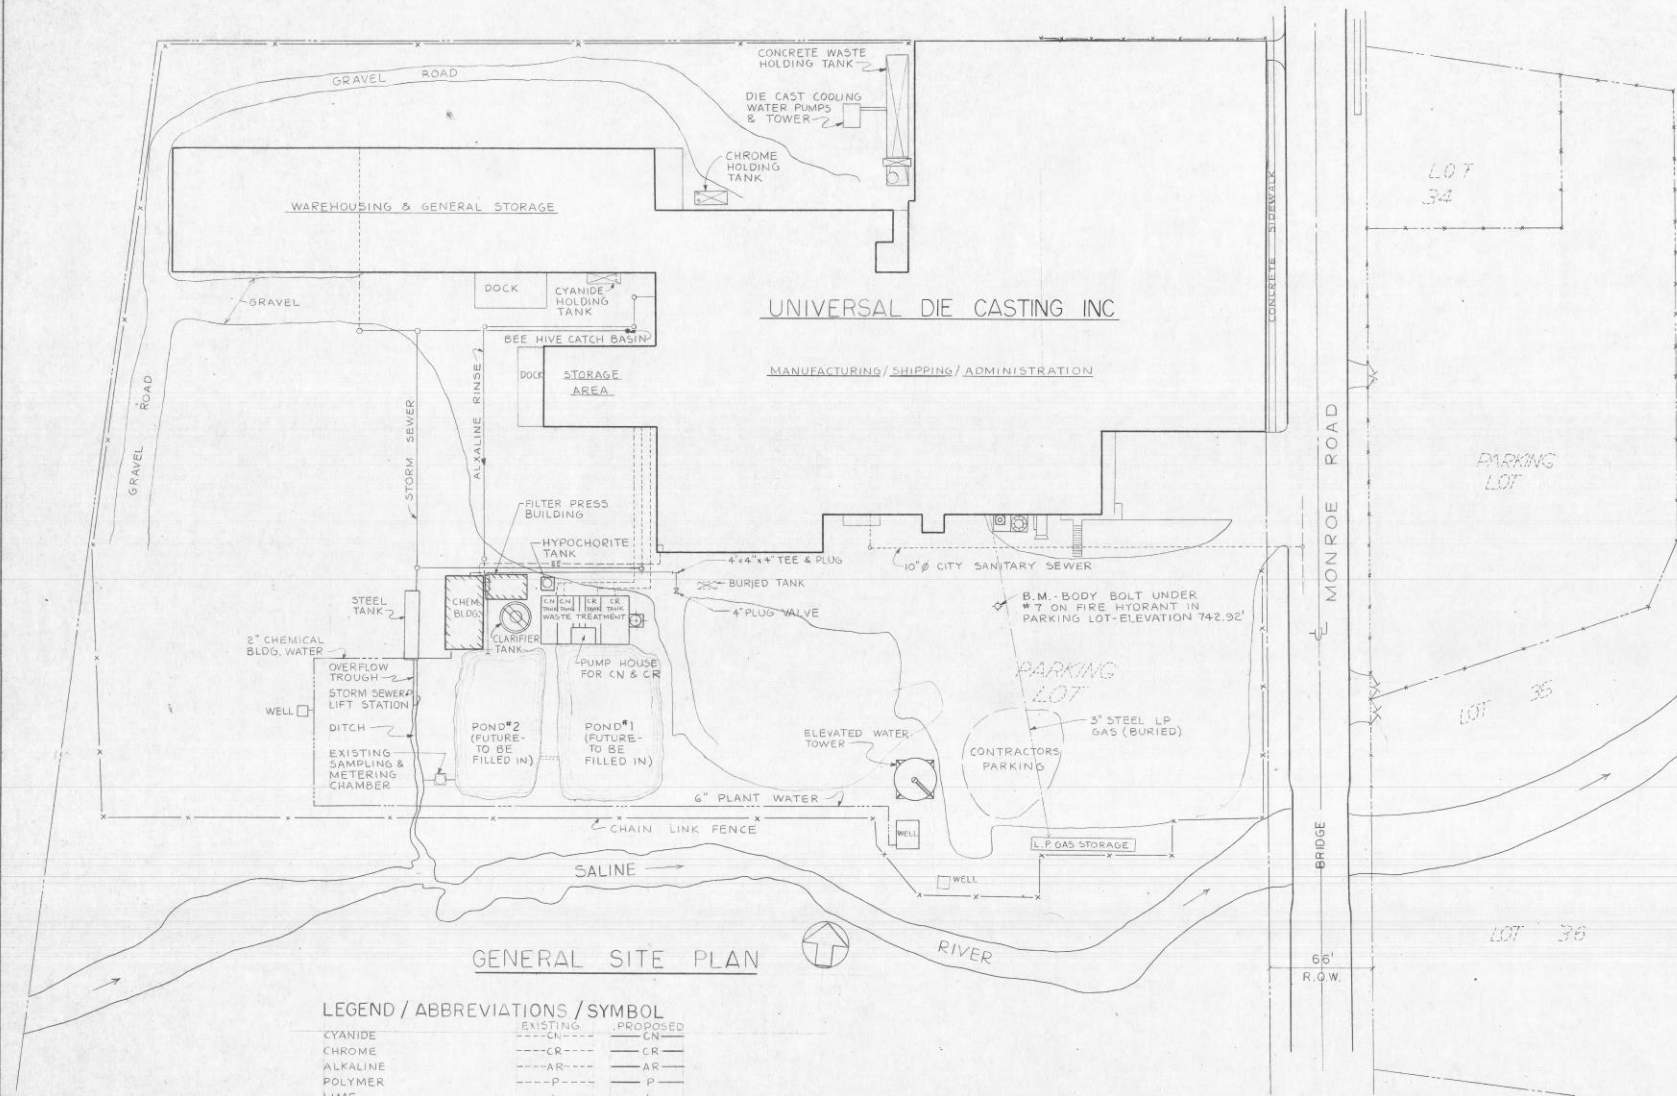 CONCRETE WASTE
HOLDING TANK
GRAVEL ROAD
DIE CAST COOLING
WATER PUMPS
& TOWER
CHROME
HOLDING
TANK
LOT
34
WAREHOUSING & GENERAL STORAGE
CONCRETE SIDEWALK
DOCK
CYANIDE
HOLDING
TANK
GRAVEL
UNIVERSAL DIE CASTING INC
BEE HIVE CATCH BASIN
DOCK
STORAGE
AREA
MANUFACTURING/SHIPPING/ADMINISTRATION
GRAVEL ROAD
STORM SEWER
ALKALINE RINSE
MONROE ROAD
PARKING
LOT
FILTER PRESS
BUILDING
HYPOCHORITE
TANK
4"x4"x4" TEE & PLUG
10"Ø CITY SANITARY SEWER
BURIED TANK
STEEL
TANK
CHEM.
BLDG.
CN
TANK
CN
TANK
CR
TANK
CR
TANK
WASTE TREATMENT
4" PLUG VALVE
B.M.-BODY BOLT UNDER
#7 ON FIRE HYDRANT IN
PARKING LOT-ELEVATION 742.92'
2" CHEMICAL
BLDG. WATER
CLARIFIER
TANK
PUMP HOUSE
FOR CN & CR
OVERFLOW
TROUGH
PARKING
LOT
STORM SEWER
LIFT STATION
WELL
LOT 35
DITCH
POND #2
(FUTURE-
TO BE
FILLED IN)
POND #1
(FUTURE-
TO BE
FILLED IN)
3" STEEL LP
GAS (BURIED)
ELEVATED WATER
TOWER
EXISTING
SAMPLING &
METERING
CHAMBER
CONTRACTORS
PARKING
6" PLANT WATER
CHAIN LINK FENCE
WELL
L.P. GAS STORAGE
BRIDGE
SALINE
WELL
RIVER
LOT 36
GENERAL SITE PLAN
66'
R.O.W.
LEGEND / ABBREVIATIONS / SYMBOL
EXISTING PROPOSED
CYANIDE CN CN
CHROME CR CR
ALKALINE AR AR
POLYMER P P
LIME